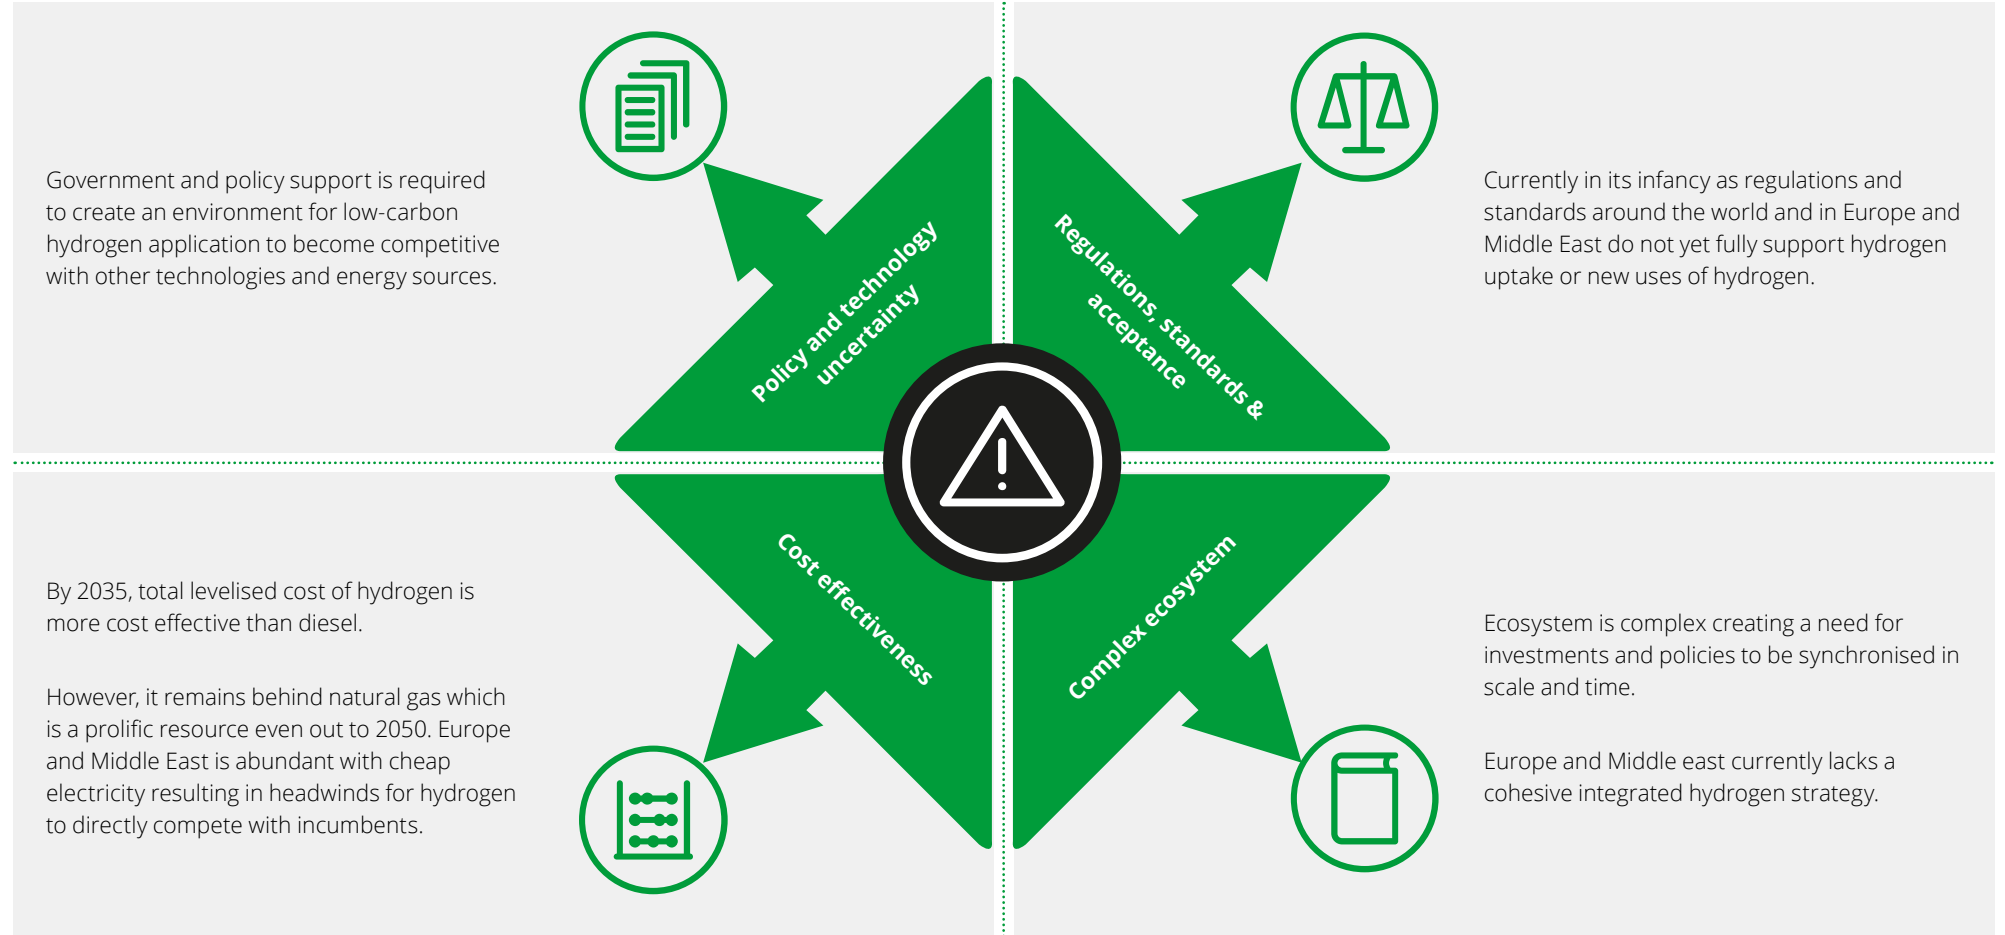 Government and policy support is required
to create an environment for low-carbon
hydrogen application to become competitive
with other technologies and energy sources.
Policy and technology
uncertainty
Regulations, standards &
acceptance
Currently in its infancy as regulations and
standards around the world and in Europe and
Middle East do not yet fully support hydrogen
uptake or new uses of hydrogen.
By 2035, total levelised cost of hydrogen is
more cost effective than diesel.
However, it remains behind natural gas which
is a prolific resource even out to 2050. Europe
and Middle East is abundant with cheap
electricity resulting in headwinds for hydrogen
to directly compete with incumbents.
Cost effectiveness
Complex ecosystem
Ecosystem is complex creating a need for
investments and policies to be synchronised in
scale and time.
Europe and Middle east currently lacks a
cohesive integrated hydrogen strategy.